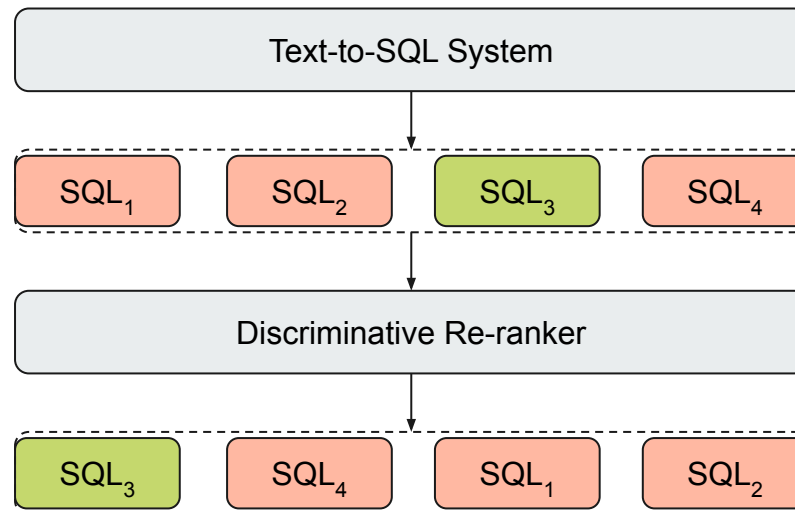 Text-to-SQL System
SQL₁ SQL₂ SQL₃ SQL₄
Discriminative Re-ranker
SQL₃ SQL₄ SQL₁ SQL₂